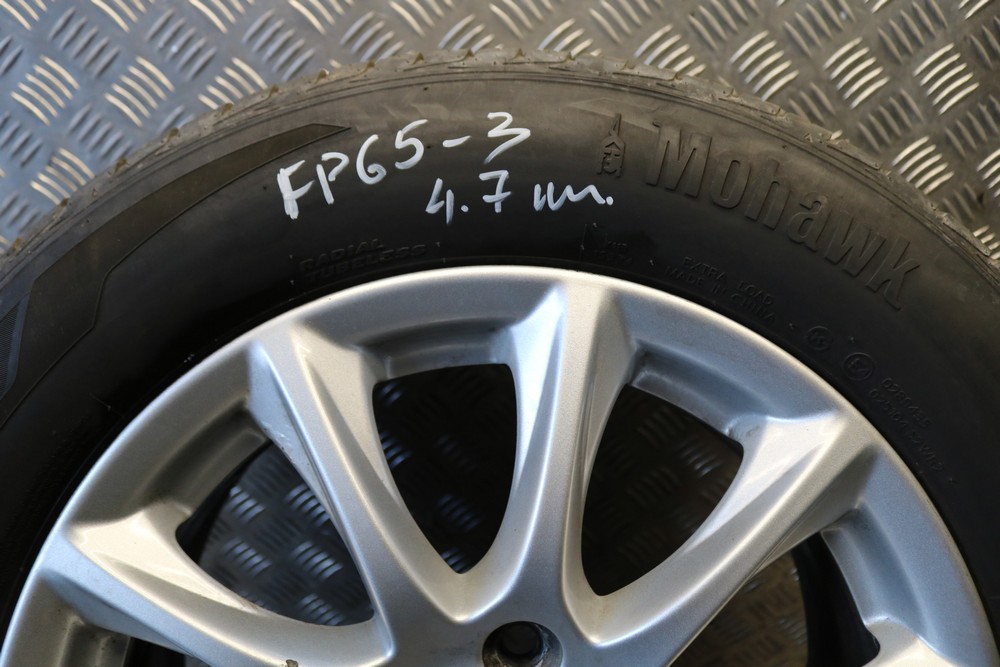 FP65-3
4.7 mm.
Mohawk
RADIAL
TUBELESS
EXTRA LOAD
MADE IN CHINA